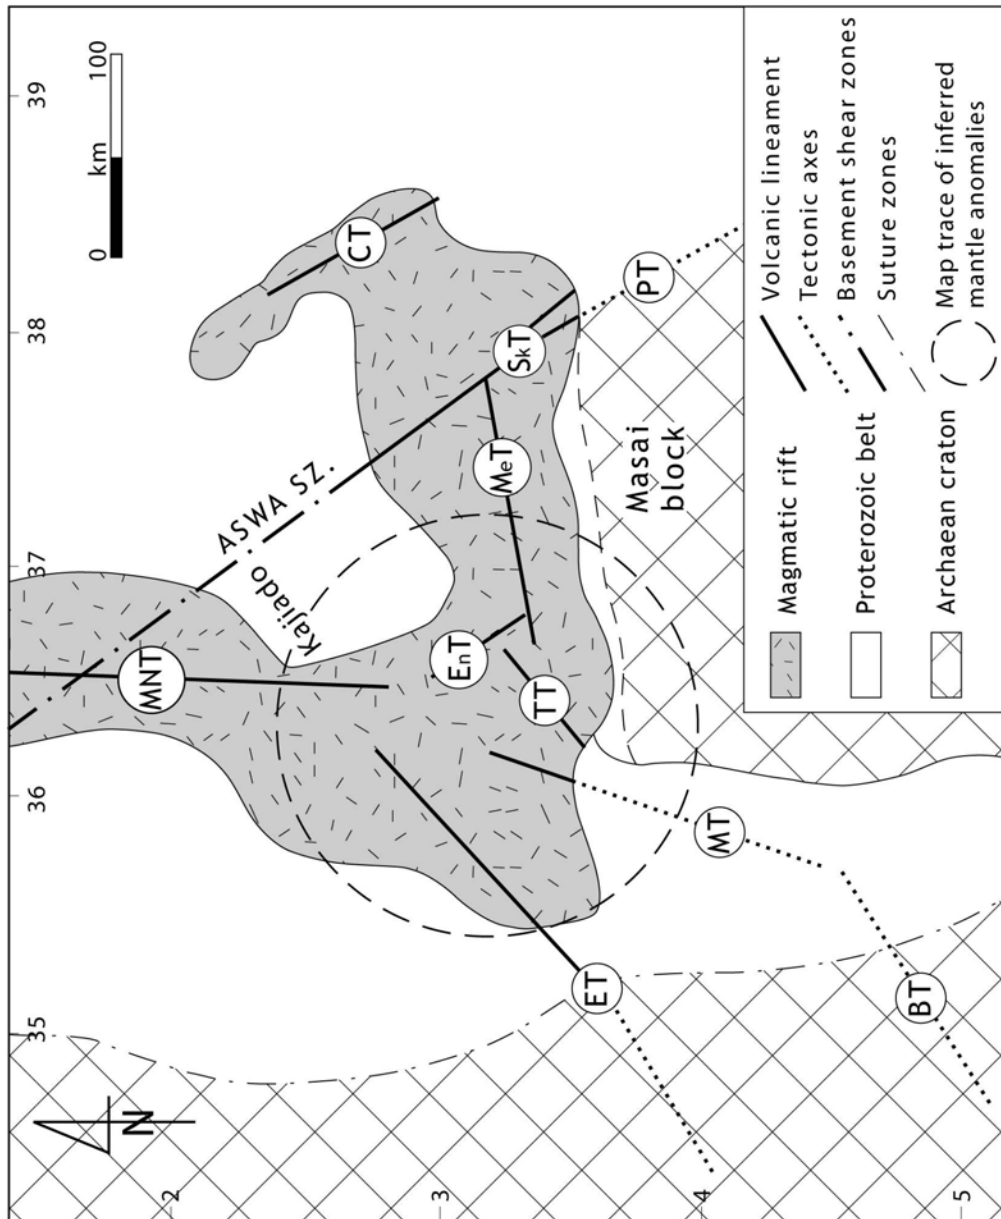 39
38
37
36
35
2
3
4
5
0 km 100
N
CT
PT
SkT
MeT
ASWA SZ.
Kajiado
Masai
block
MNT
EnT
TT
MT
ET
BT
Magmatic rift
Proterozoic belt
Archaean craton
Volcanic lineament
Tectonic axes
Basement shear zones
Suture zones
Map trace of inferred
mantle anomalies